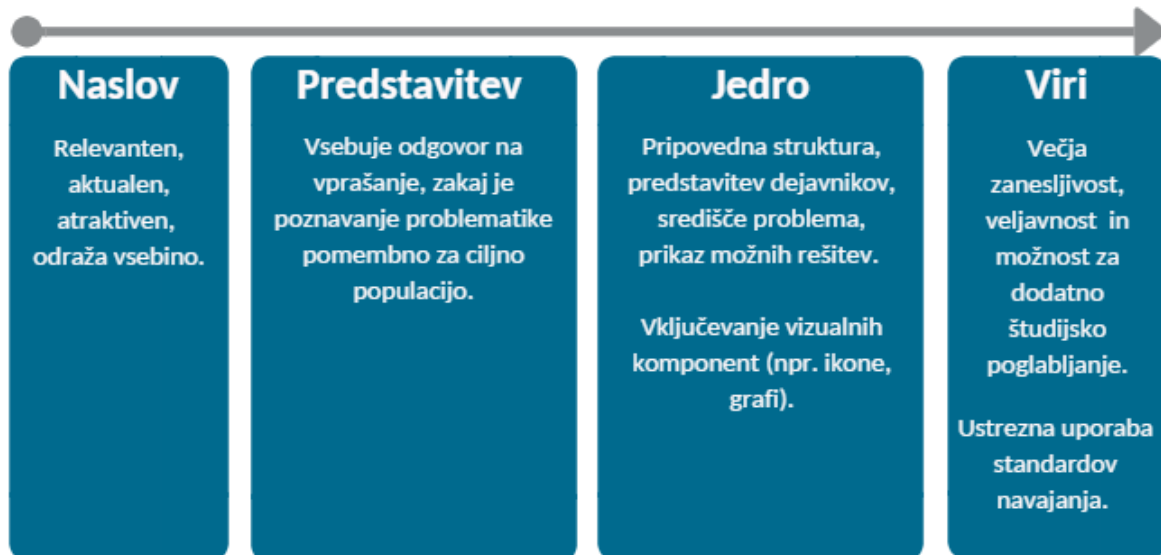 Naslov
Relevanten,
aktualen,
atraktiven,
odraža vsebino.
Predstavitev
Vsebuje odgovor na
vprašanje, zakaj je
poznavanje problematike
pomembno za ciljno
populacijo.
Jedro
Pripovedna struktura,
predstavitev dejavnikov,
središče problema,
prikaz možnih rešitev.
Vključevanje vizualnih
komponent (npr. ikone,
grafi).
Viri
Večja
zanesljivost,
veljavnost in
možnost za
dodatno
študijsko
poglabljanje.
Ustrezna uporaba
standardov
navajanja.